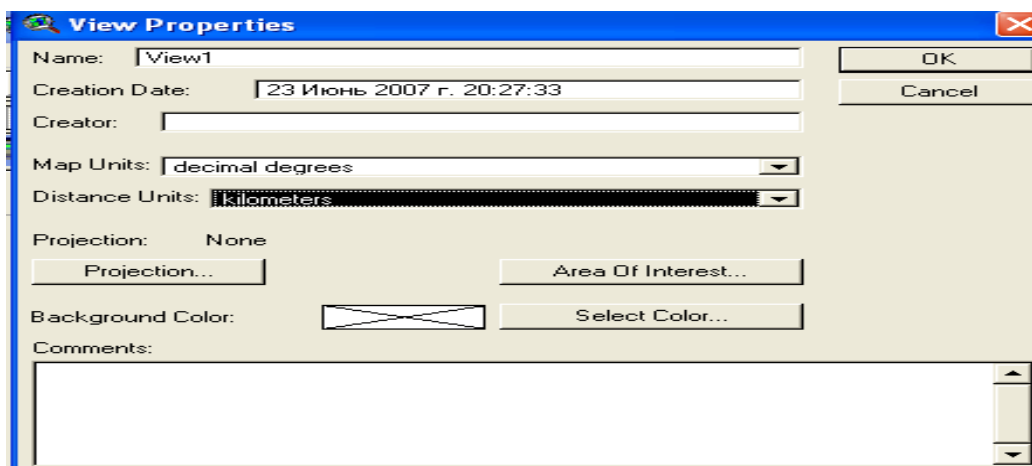 View Properties
Name: View1
OK
Creation Date: 23 Июнь 2007 г. 20:27:33
Cancel
Creator:
Map Units: decimal degrees
Distance Units: kilometers
Projection: None
Projection... Area Of Interest...
Background Color: Select Color...
Comments: